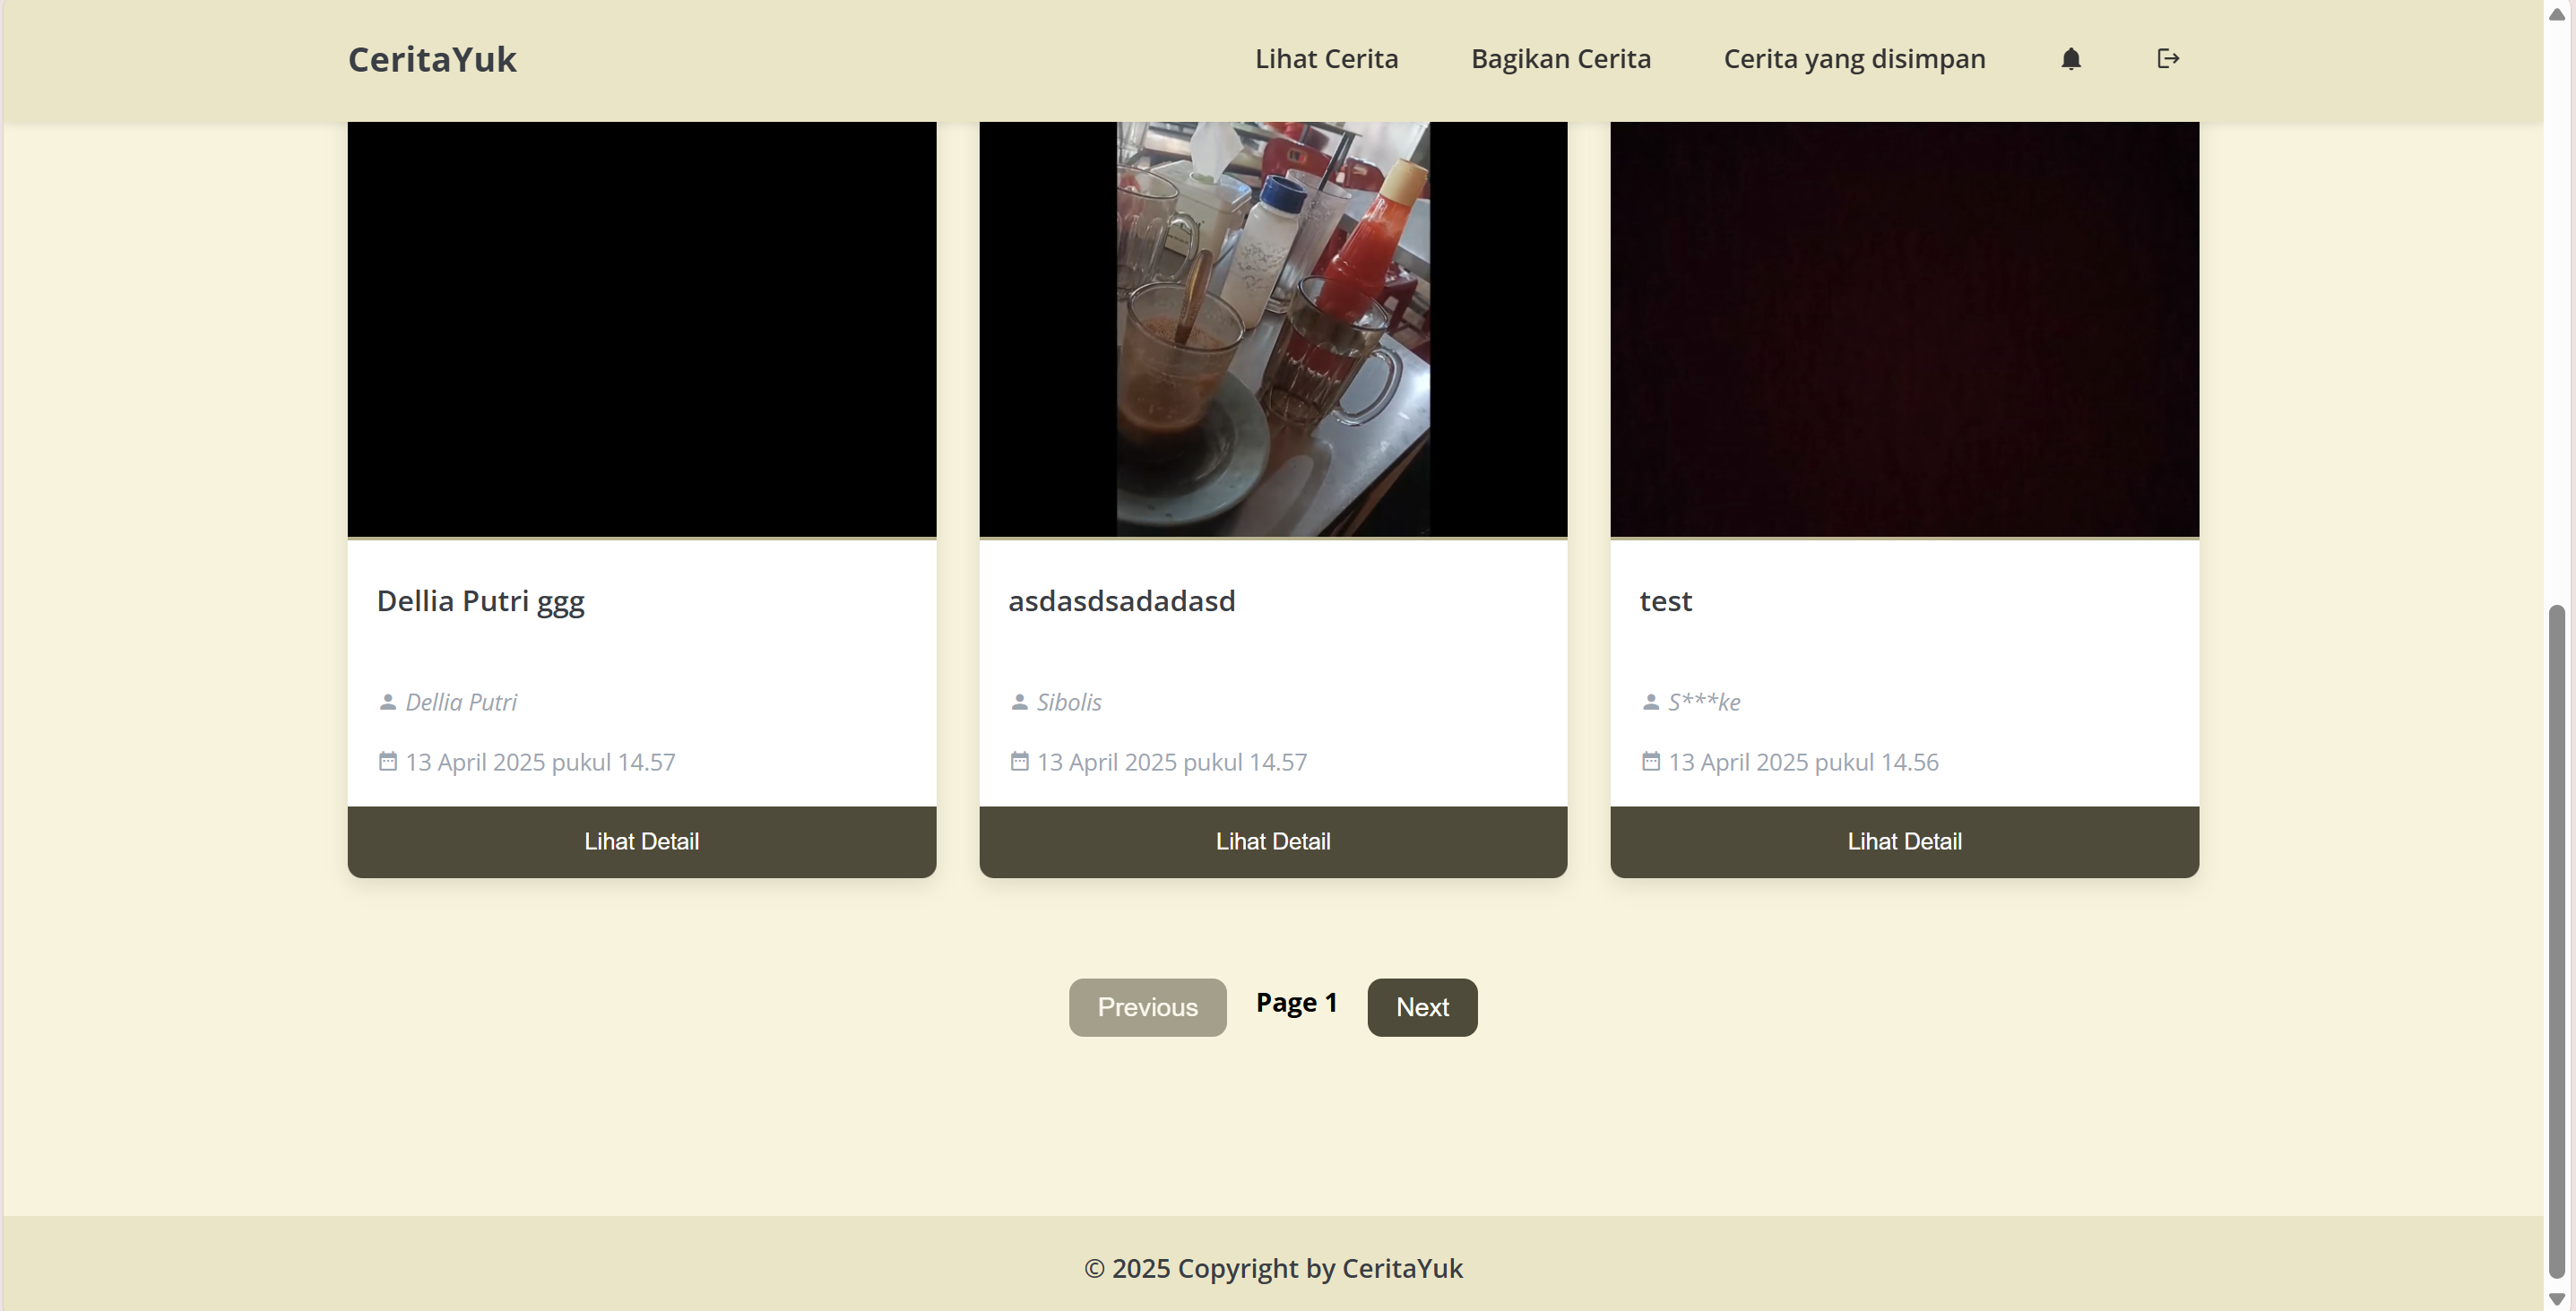 CeritaYuk
Lihat Cerita
Bagikan Cerita
Cerita yang disimpan
Dellia Putri ggg
Dellia Putri
13 April 2025 pukul 14.57
Lihat Detail
asdasdsadadasd
Sibolis
13 April 2025 pukul 14.57
Lihat Detail
test
S***ke
13 April 2025 pukul 14.56
Lihat Detail
Previous
Page 1
Next
© 2025 Copyright by CeritaYuk